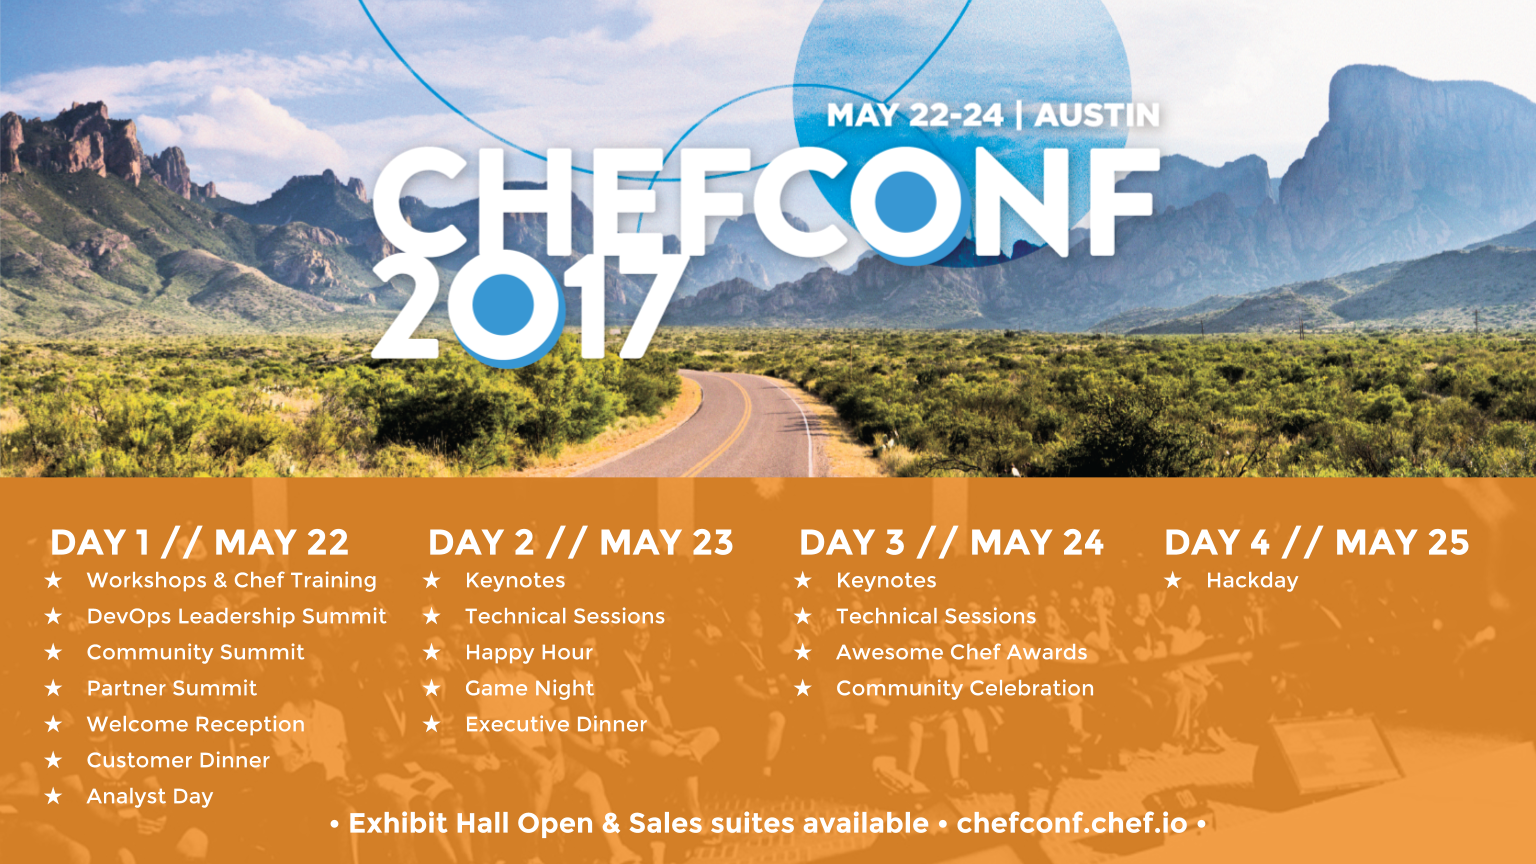 MAY 22-24 | AUSTIN
CHEFCONF
2017
DAY 1 // MAY 22
★ Workshops & Chef Training
★ DevOps Leadership Summit
★ Community Summit
★ Partner Summit
★ Welcome Reception
★ Customer Dinner
★ Analyst Day
DAY 2 // MAY 23
★ Keynotes
★ Technical Sessions
★ Happy Hour
★ Game Night
★ Executive Dinner
DAY 3 // MAY 24
★ Keynotes
★ Technical Sessions
★ Awesome Chef Awards
★ Community Celebration
DAY 4 // MAY 25
★ Hackday
• Exhibit Hall Open & Sales suites available • chefconf.chef.io •